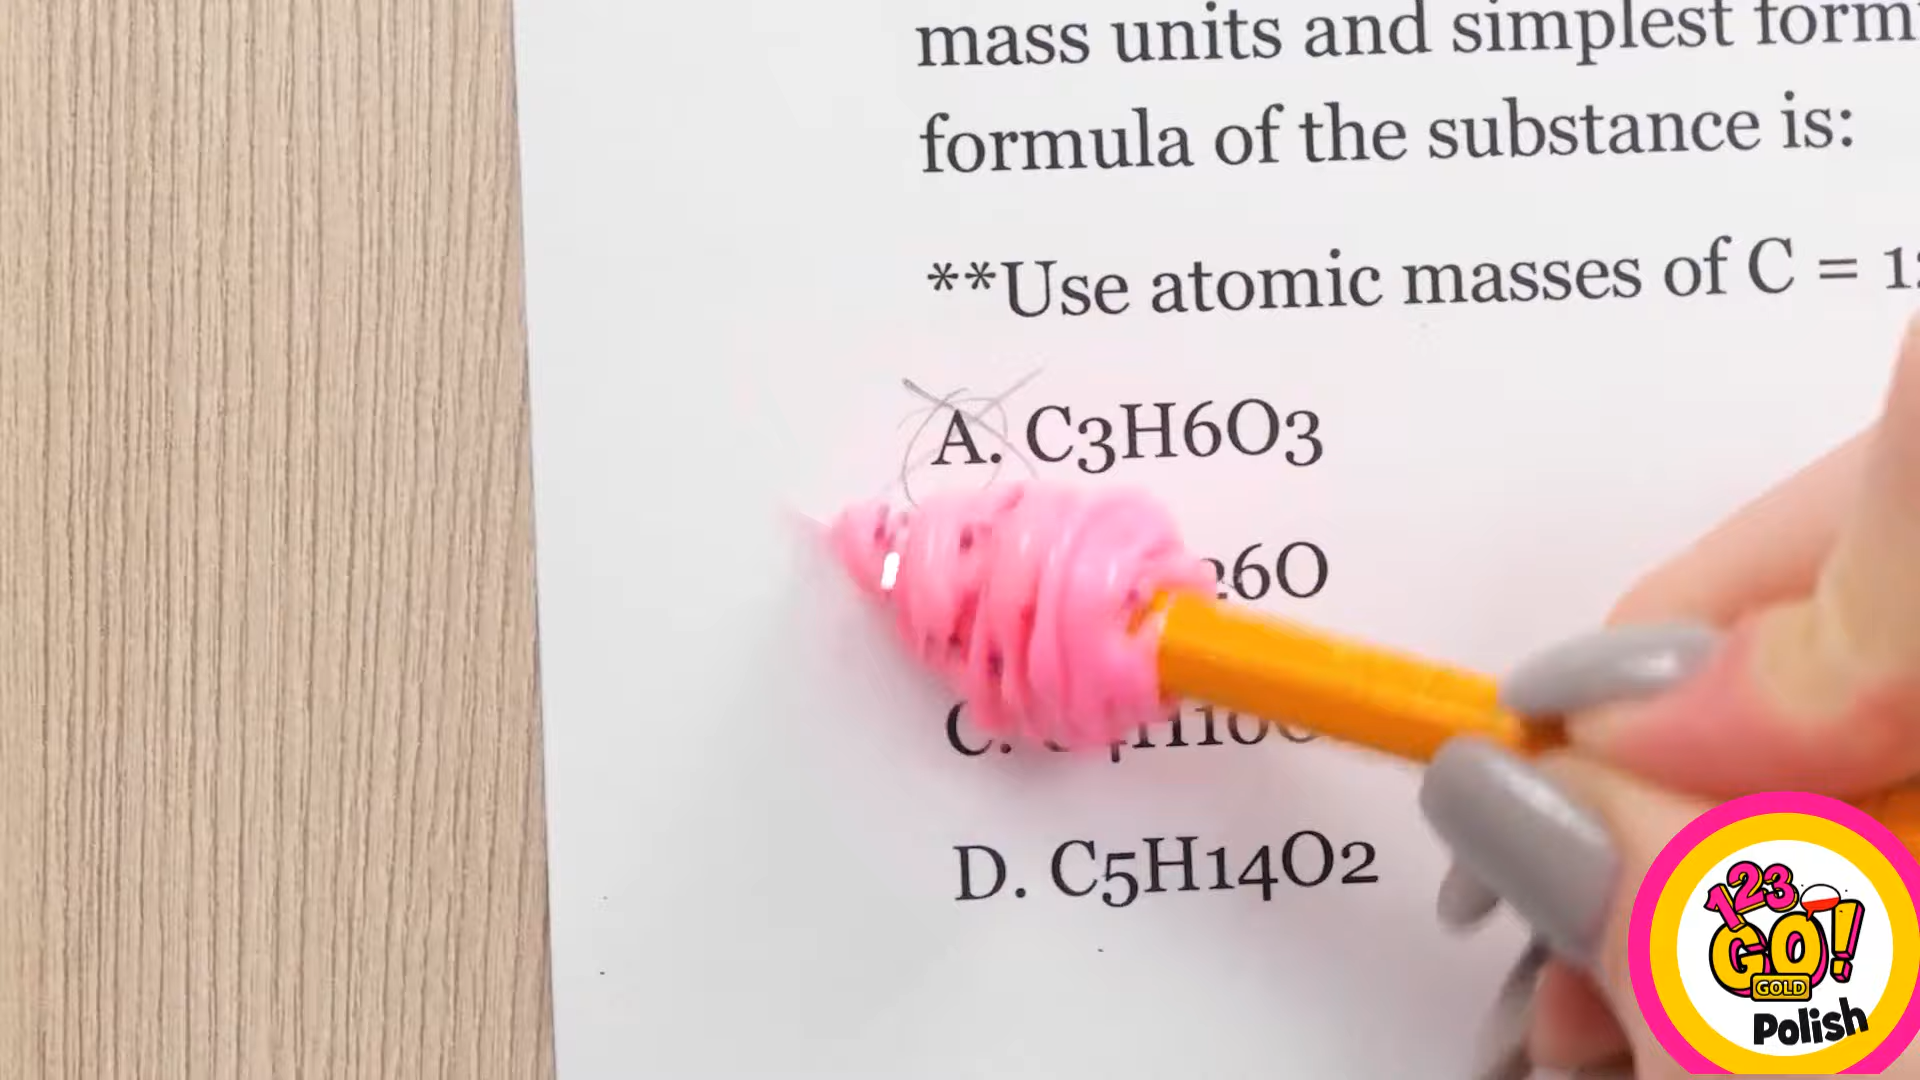 mass units and simplest form
formula of the substance is:
**Use atomic masses of C =
A. C3H6O3
26O
C.
D. C5H14O2
123
GO!
GOLD
Polish